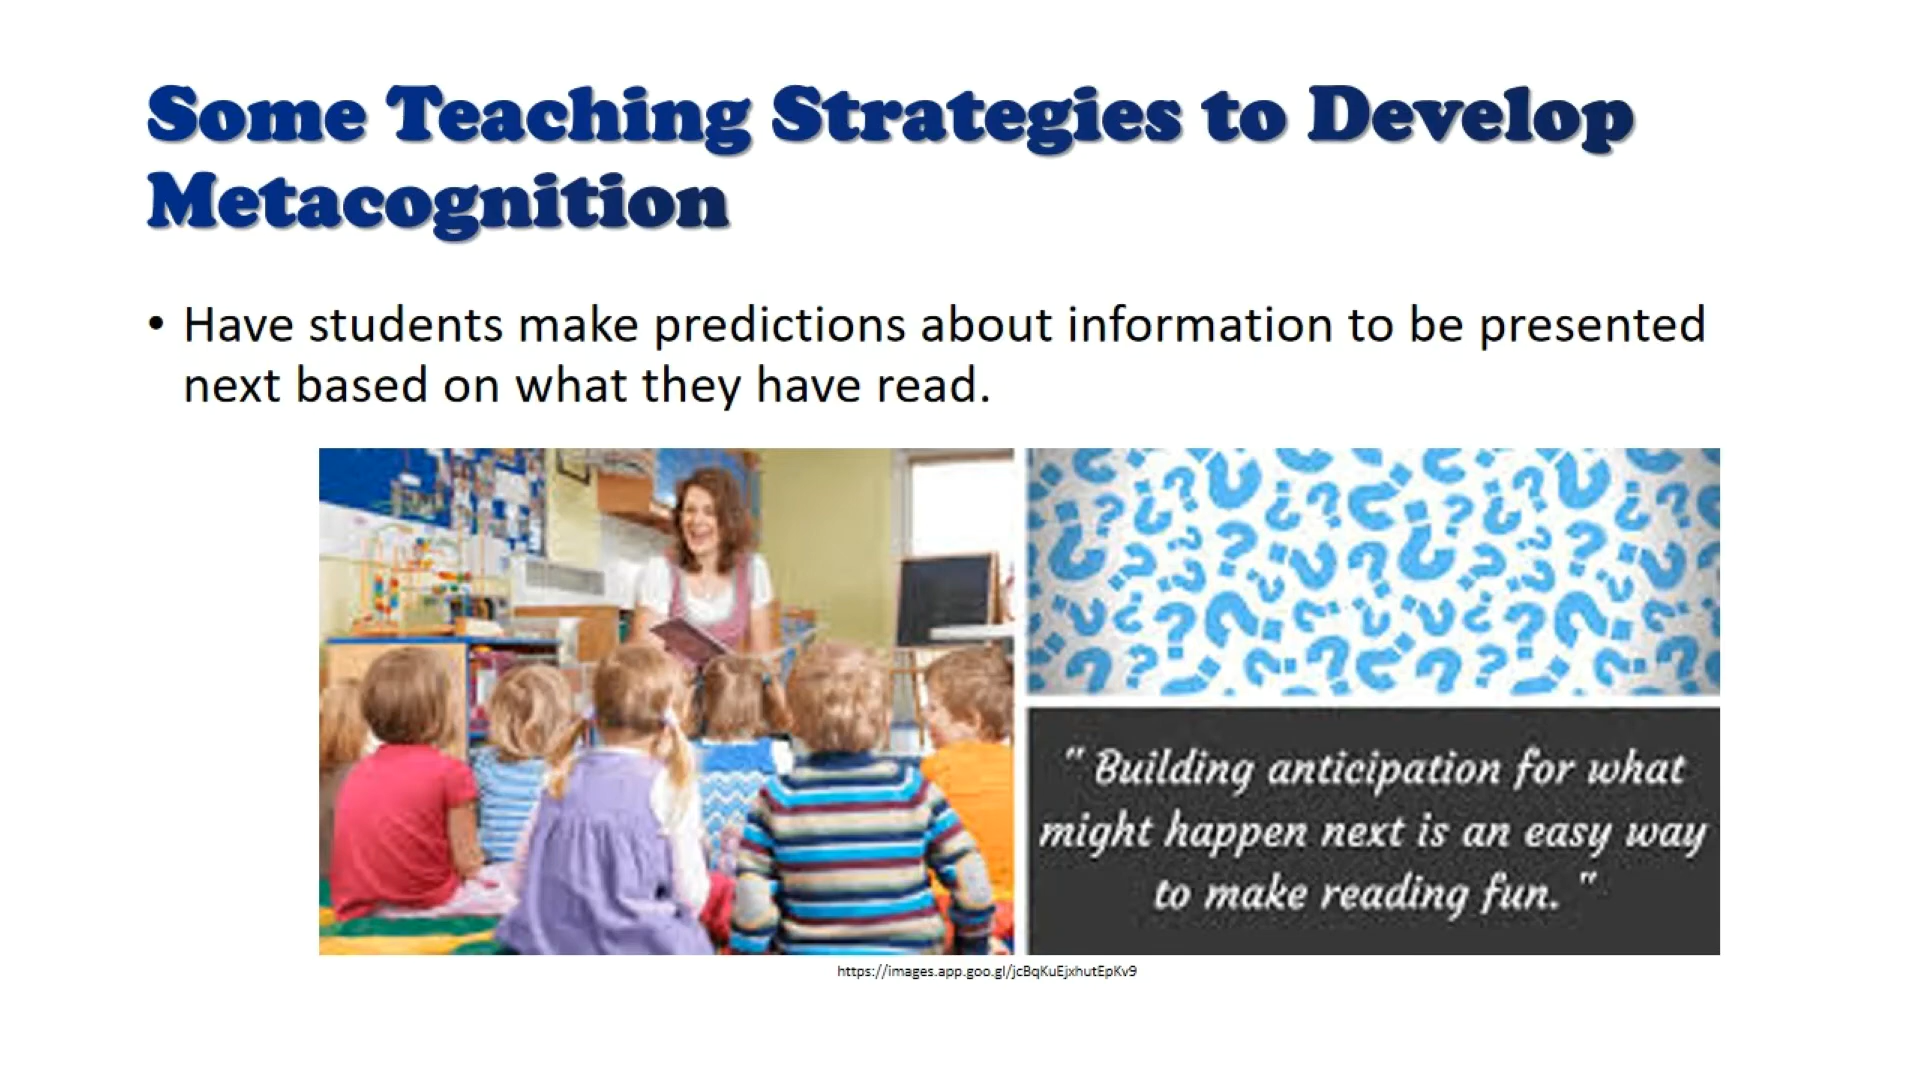 Some Teaching Strategies to Develop
Metacognition
• Have students make predictions about information to be presented
next based on what they have read.
" Building anticipation for what
might happen next is an easy way
to make reading fun. "
https://images.app.goo.gl/jcBqKuEjxhutEpKv9